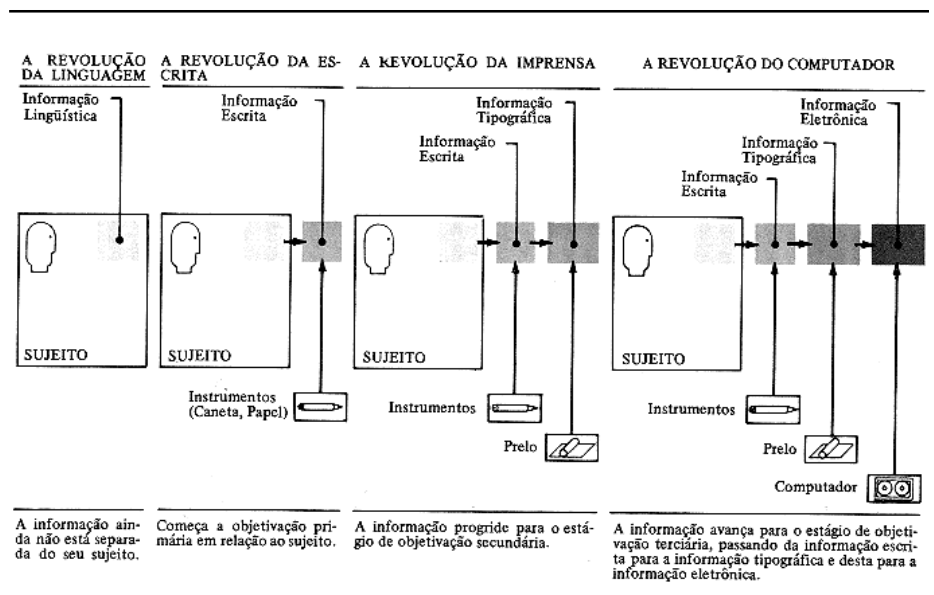 A REVOLUÇÃO
DA LINGUAGEM
Informação
Lingüística
SUJEITO
A informação ain-
da não está separa-
da do seu sujeito.
A REVOLUÇÃO DA ES-
CRITA
Informação
Escrita
SUJEITO
Instrumentos
(Caneta, Papel)
Começa a objetivação pri-
mária em relação ao sujeito.
A REVOLUÇÃO DA IMPRENSA
Informação
Tipográfica
Informação
Escrita
SUJEITO
Instrumentos
Prelo
A informação progride para o está-
gio de objetivação secundária.
A REVOLUÇÃO DO COMPUTADOR
Informação
Eletrônica
Informação
Tipográfica
Informação
Escrita
SUJEITO
Instrumentos
Prelo
Computador
A informação avança para o estágio de objeti-
vação terciária, passando da informação escri-
ta para a informação tipográfica e desta para a
informação eletrônica.